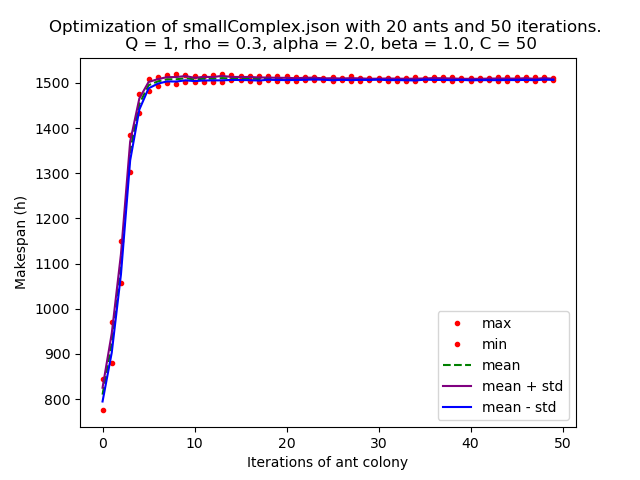 Optimization of smallComplex.json with 20 ants and 50 iterations.
Q = 1, rho = 0.3, alpha = 2.0, beta = 1.0, C = 50
Makespan (h)
1500
1400
1300
1200
1100
1000
900
800
max
min
mean
mean + std
mean - std
0 10 20 30 40 50
Iterations of ant colony